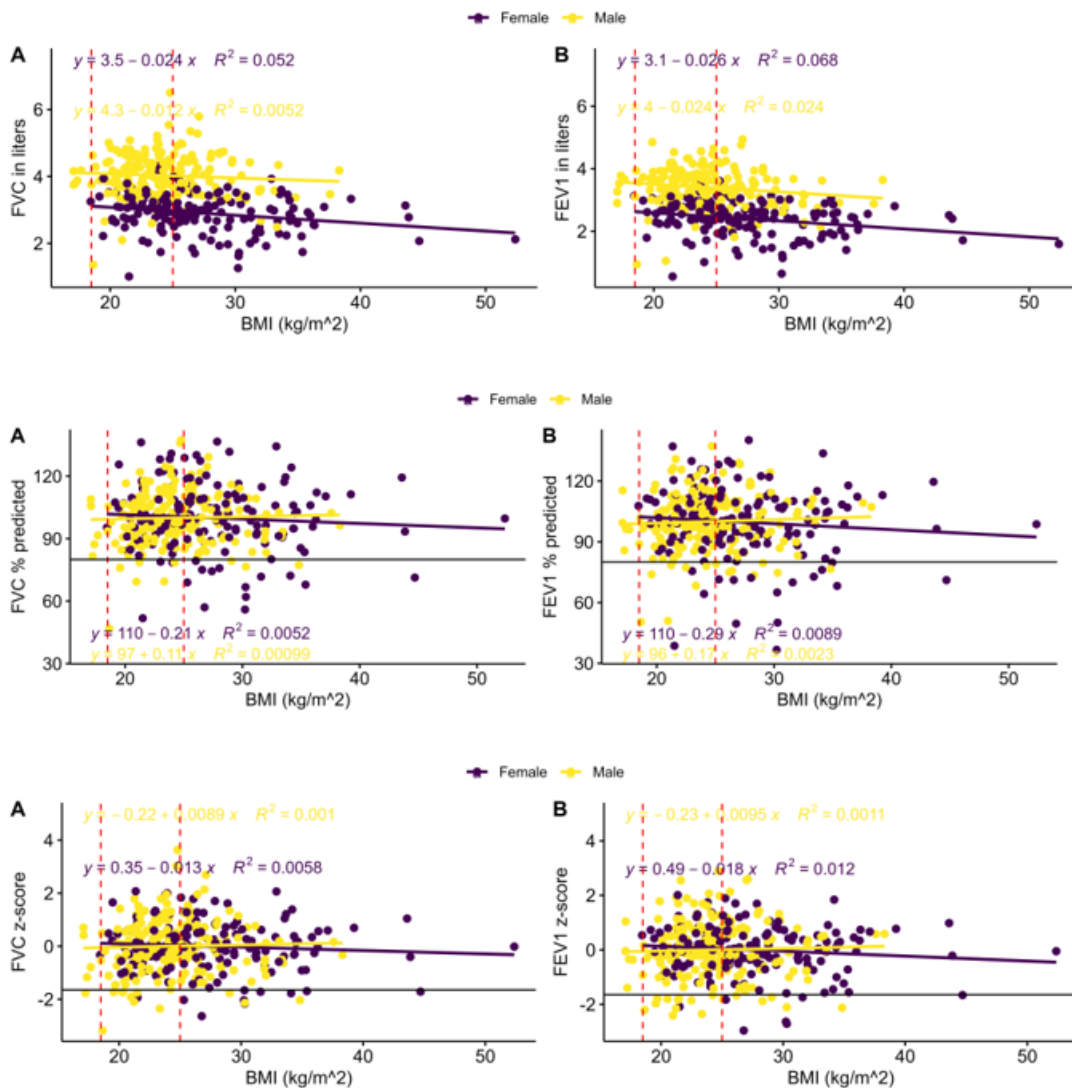 Female Male
A
y = 3.5 − 0.024 x R² = 0.052
y = 4.3 − 0.012 x R² = 0.0052
FVC in liters
6
4
2
20 30 40 50
BMI (kg/m^2)
B
y = 3.1 − 0.026 x R² = 0.068
y = 4 − 0.024 x R² = 0.024
FEV1 in liters
6
4
2
20 30 40 50
BMI (kg/m^2)
Female Male
A
FVC % predicted
120
90
60
30
y = 110 − 0.21 x R² = 0.0052
y = 97 + 0.11 x R² = 0.00099
20 30 40 50
BMI (kg/m^2)
B
FEV1 % predicted
120
90
60
30
y = 110 − 0.29 x R² = 0.0089
y = 96 + 0.17 x R² = 0.0023
20 30 40 50
BMI (kg/m^2)
Female Male
A
y = − 0.22 + 0.0089 x R² = 0.001
y = 0.35 − 0.013 x R² = 0.0058
FVC z-score
4
2
0
-2
20 30 40 50
BMI (kg/m^2)
B
y = − 0.23 + 0.0095 x R² = 0.0011
y = 0.49 − 0.018 x R² = 0.012
FEV1 z-score
4
2
0
-2
20 30 40 50
BMI (kg/m^2)